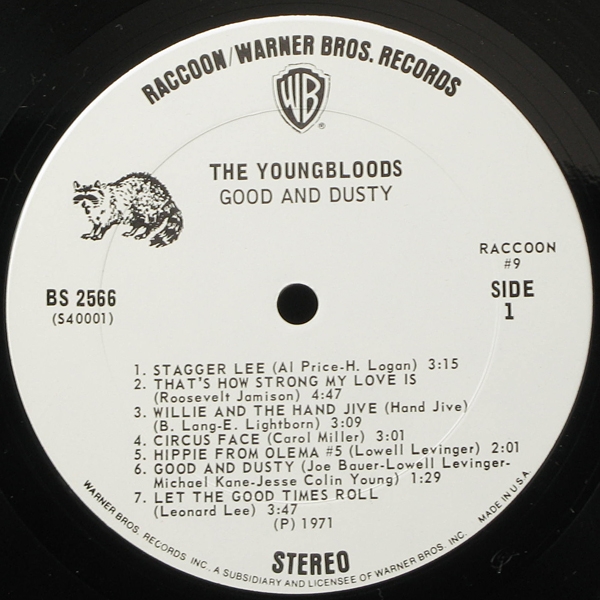 RACCOON/WARNER BROS. RECORDS
WB
®
THE YOUNGBLOODS
GOOD AND DUSTY
RACCOON
#9
BS 2566
(S40001)
SIDE
1
1. STAGGER LEE (Al Price-H. Logan) 3:15
2. THAT'S HOW STRONG MY LOVE IS
(Roosevelt Jamison) 4:47
3. WILLIE AND THE HAND JIVE (Hand Jive)
(B. Lang-E. Lightborn) 3:09
4. CIRCUS FACE (Carol Miller) 3:01
5. HIPPIE FROM OLEMA #5 (Lowell Levinger) 2:01
6. GOOD AND DUSTY (Joe Bauer-Lowell Levinger-
Michael Kane-Jesse Colin Young) 1:29
7. LET THE GOOD TIMES ROLL
(Leonard Lee) 3:47
(P) 1971
STEREO
WARNER BROS. RECORDS INC., A SUBSIDIARY AND LICENSEE OF WARNER BROS. INC. MADE IN U.S.A.